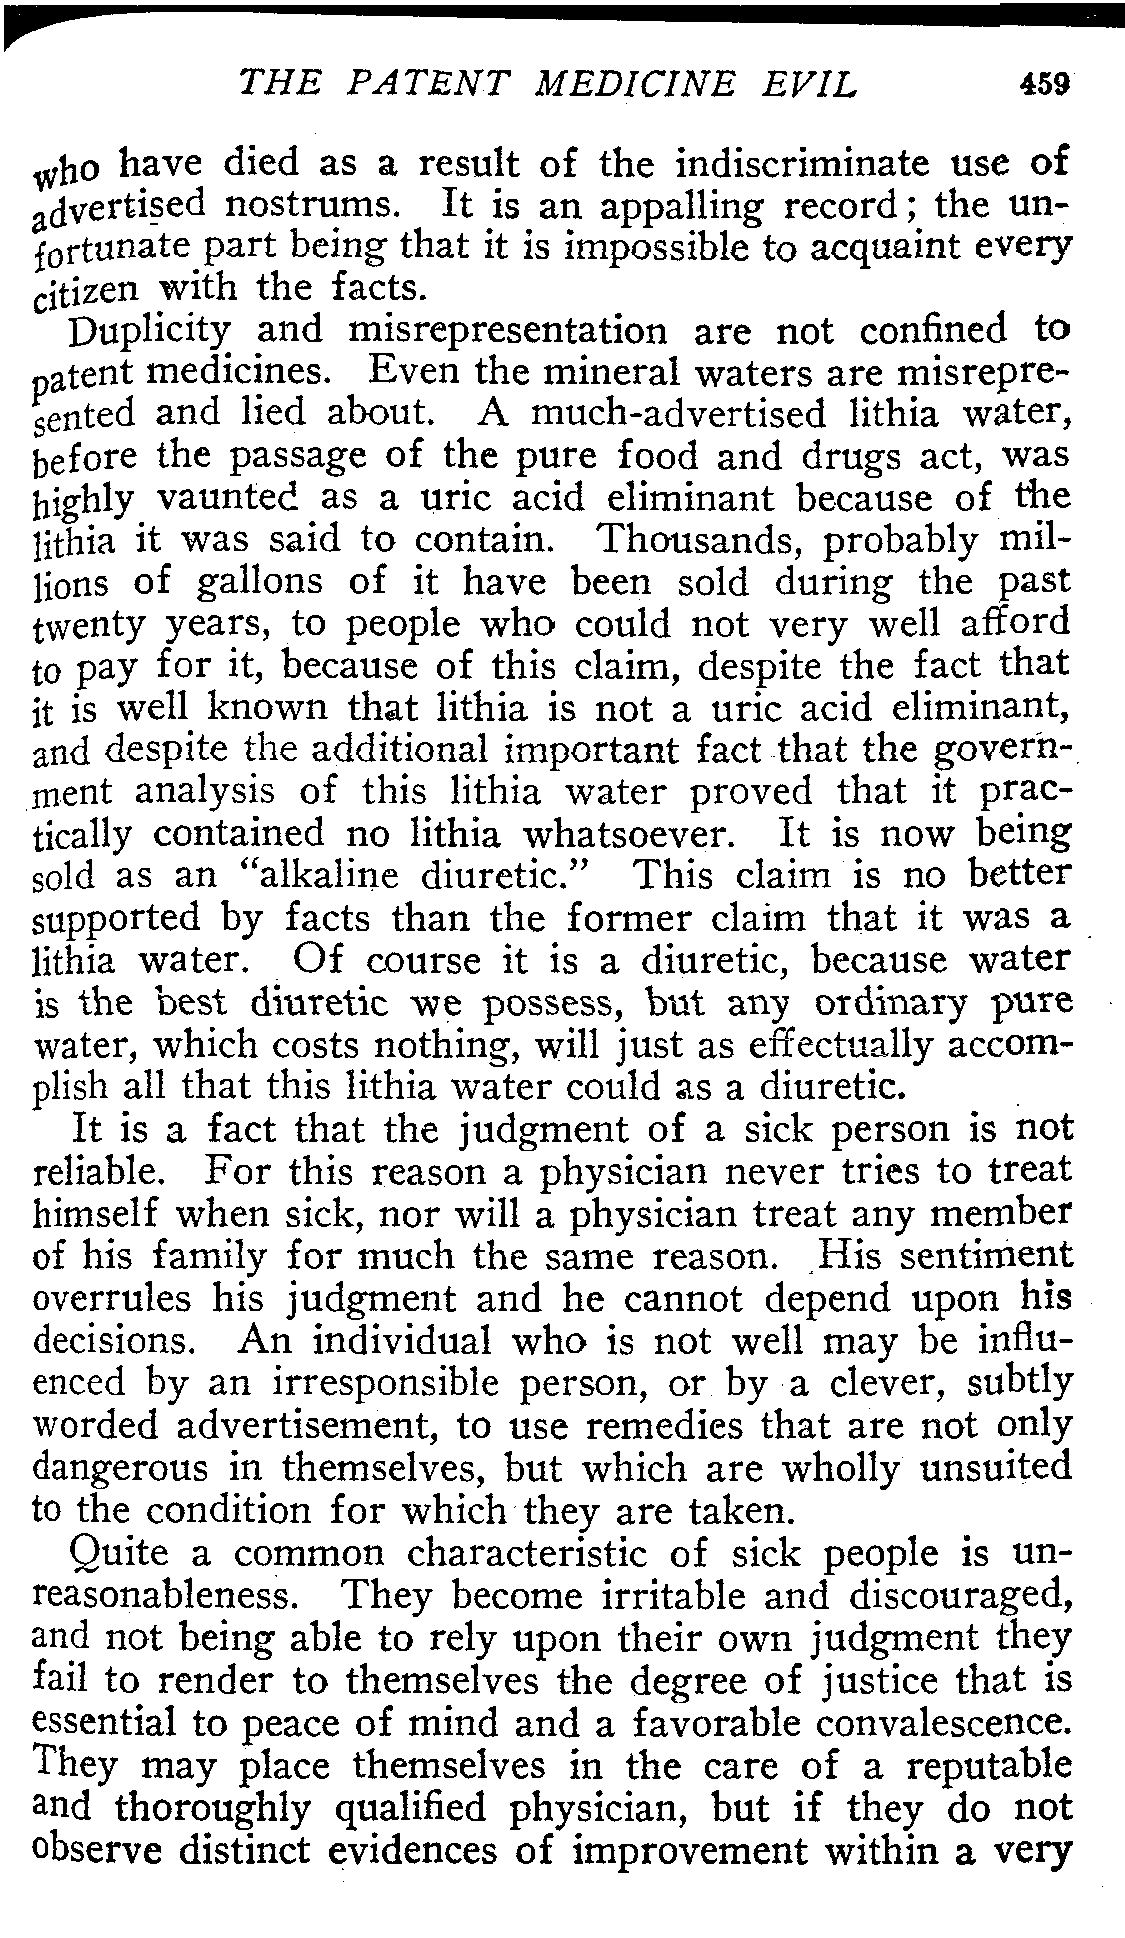 THE PATENT MEDICINE EVIL 459
who have died as a result of the indiscriminate use of
advertised nostrums. It is an appalling record; the un-
fortunate part being that it is impossible to acquaint every
citizen with the facts.
Duplicity and misrepresentation are not confined to
patent medicines. Even the mineral waters are misrepre-
sented and lied about. A much-advertised lithia water,
before the passage of the pure food and drugs act, was
highly vaunted as a uric acid eliminant because of the
lithia it was said to contain. Thousands, probably mil-
lions of gallons of it have been sold during the past
twenty years, to people who could not very well afford
to pay for it, because of this claim, despite the fact that
it is well known that lithia is not a uric acid eliminant,
and despite the additional important fact that the govern-
ment analysis of this lithia water proved that it prac-
tically contained no lithia whatsoever. It is now being
sold as an "alkaline diuretic." This claim is no better
supported by facts than the former claim that it was a
lithia water. Of course it is a diuretic, because water
is the best diuretic we possess, but any ordinary pure
water, which costs nothing, will just as effectually accom-
plish all that this lithia water could as a diuretic.
It is a fact that the judgment of a sick person is not
reliable. For this reason a physician never tries to treat
himself when sick, nor will a physician treat any member
of his family for much the same reason. His sentiment
overrules his judgment and he cannot depend upon his
decisions. An individual who is not well may be influ-
enced by an irresponsible person, or by a clever, subtly
worded advertisement, to use remedies that are not only
dangerous in themselves, but which are wholly unsuited
to the condition for which they are taken.
Quite a common characteristic of sick people is un-
reasonableness. They become irritable and discouraged,
and not being able to rely upon their own judgment they
fail to render to themselves the degree of justice that is
essential to peace of mind and a favorable convalescence.
They may place themselves in the care of a reputable
and thoroughly qualified physician, but if they do not
observe distinct evidences of improvement within a very